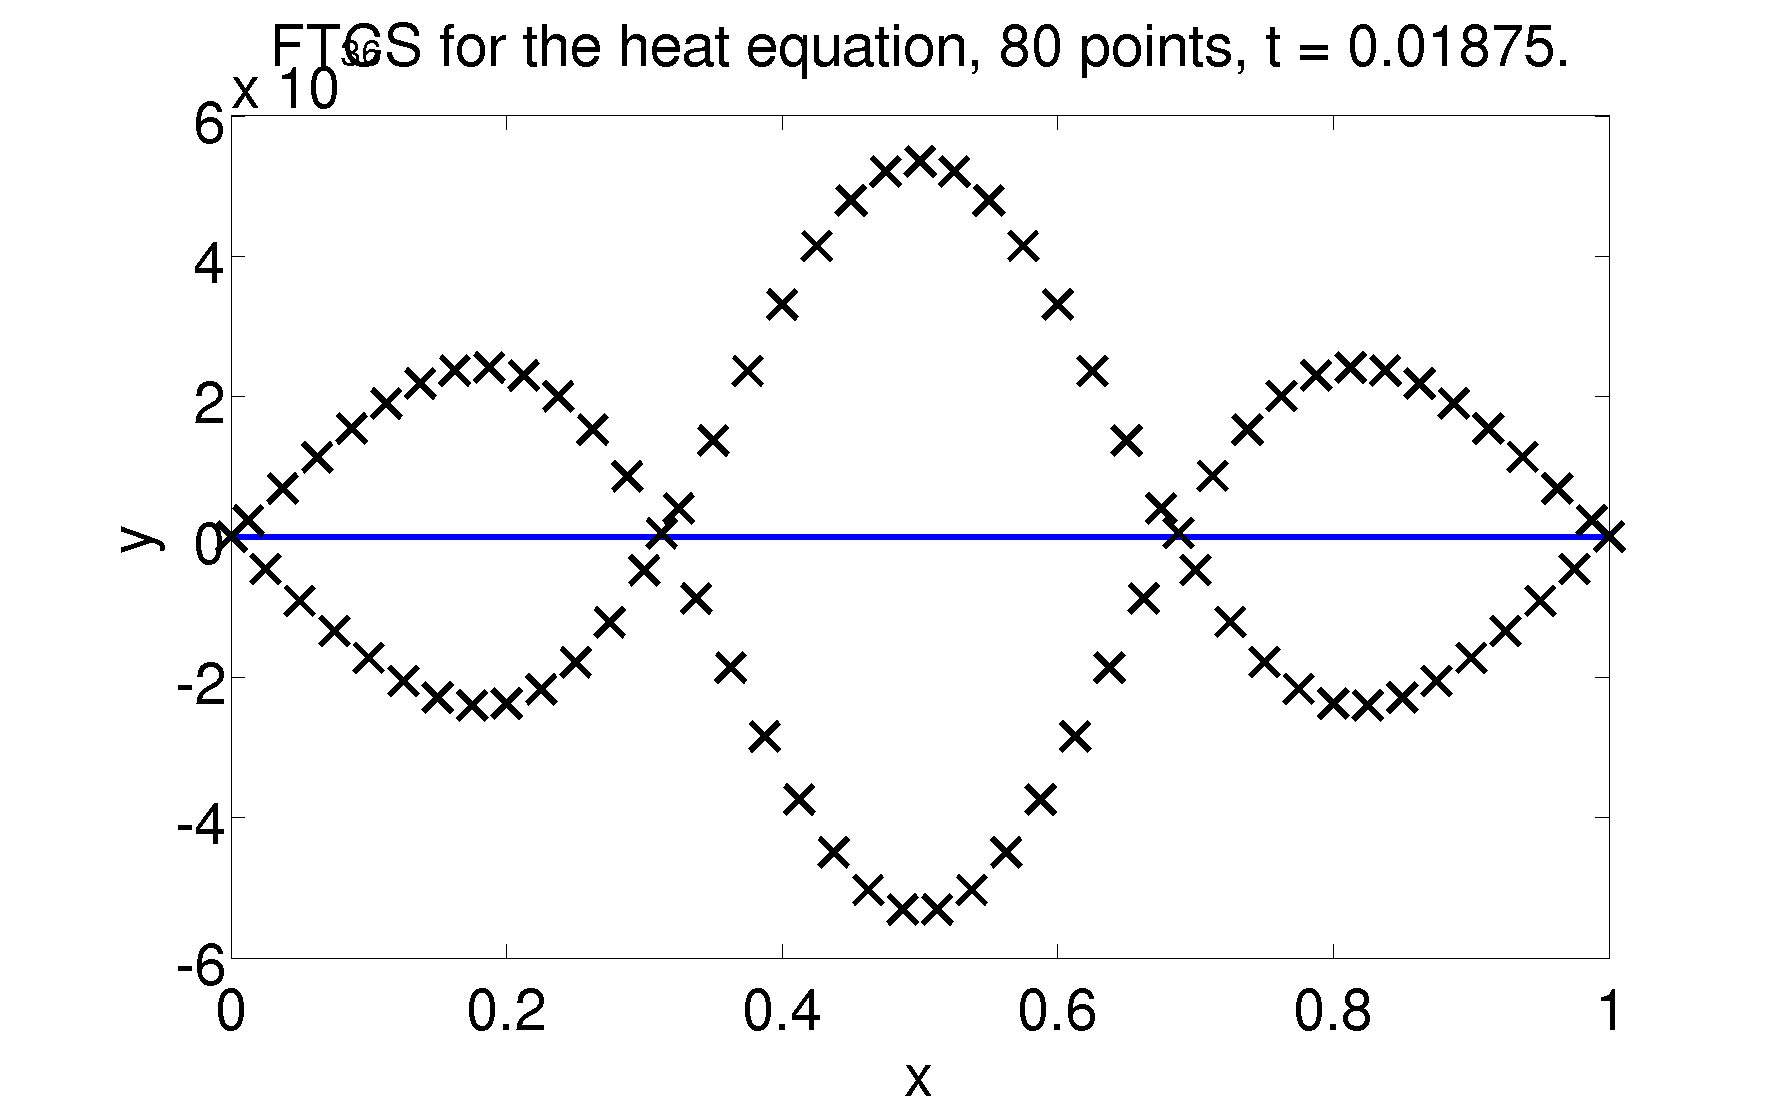 FTCS for the heat equation, 80 points, t = 0.01875.
x 10^36
6
4
2
0
-2
-4
-6
y
0 0.2 0.4 0.6 0.8 1
x